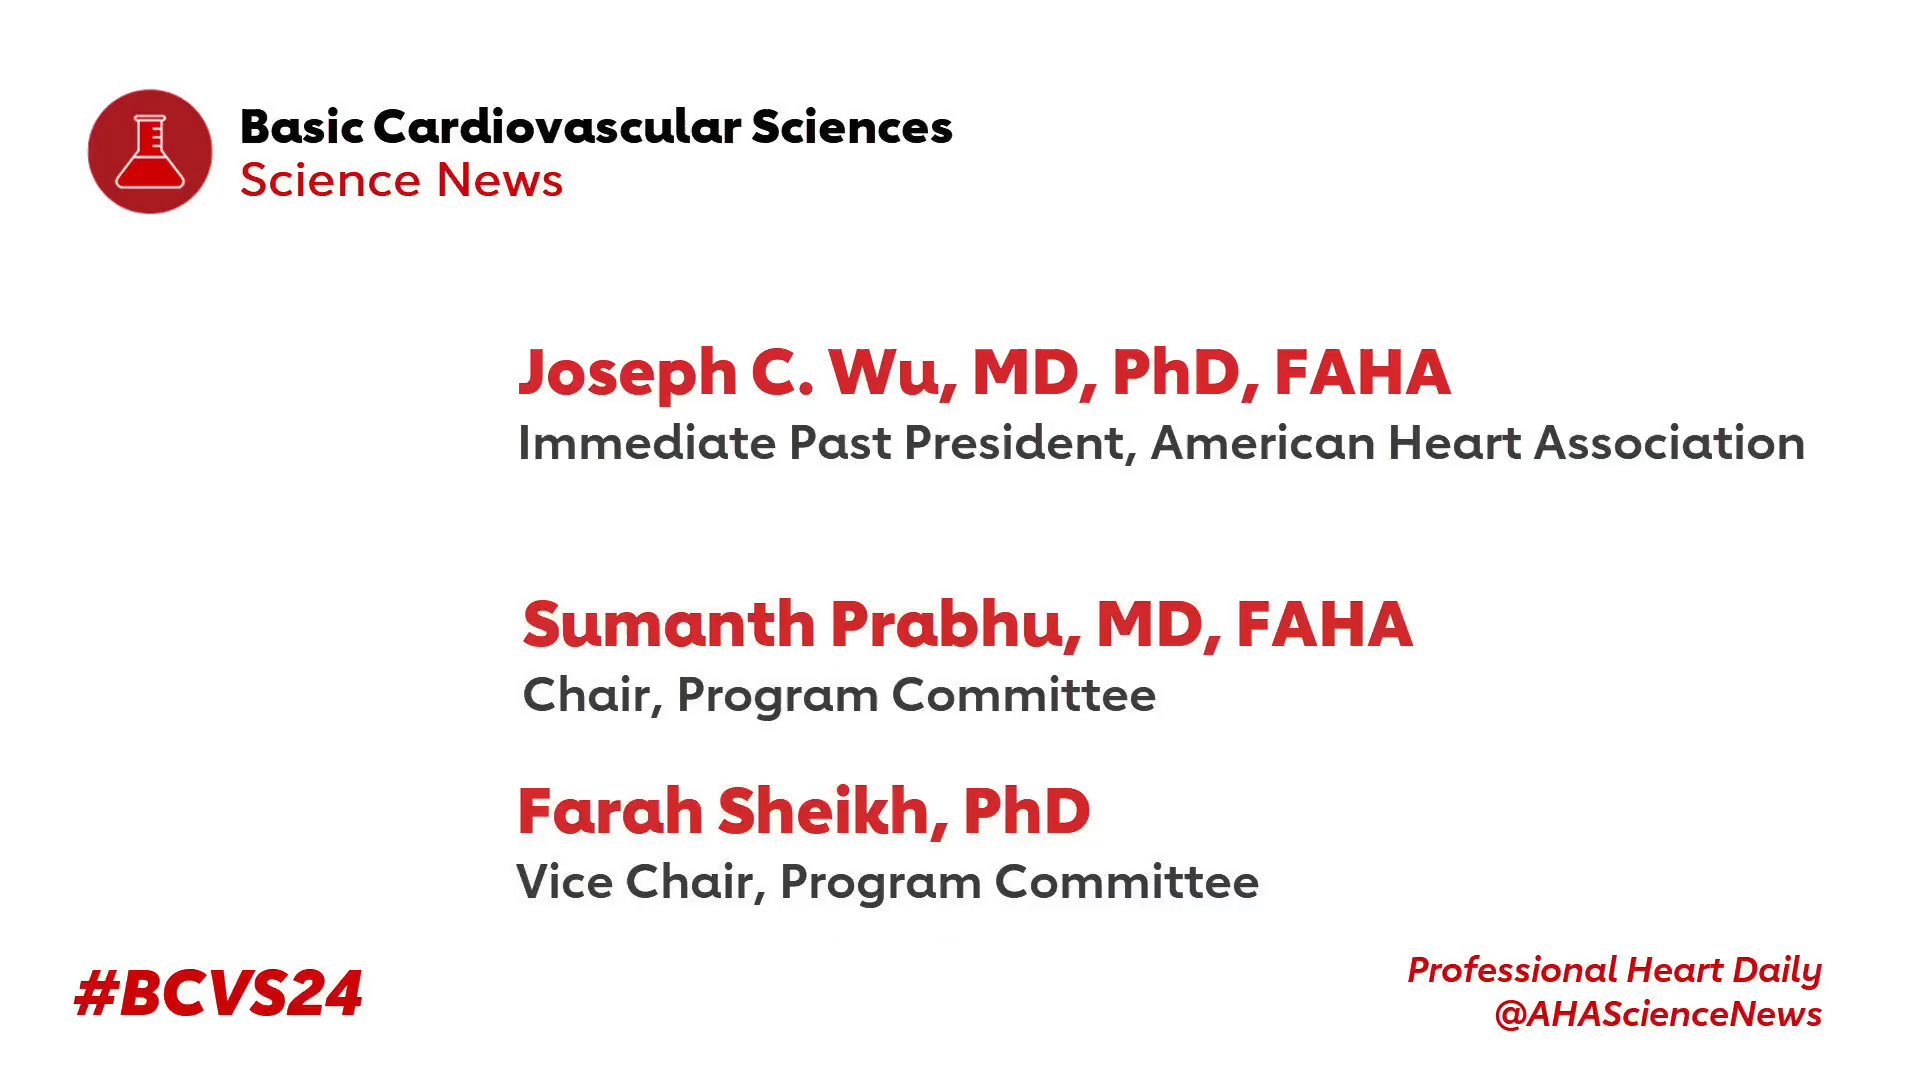 Basic Cardiovascular Sciences
Science News
Joseph C. Wu, MD, PhD, FAHA
Immediate Past President, American Heart Association
Sumanth Prabhu, MD, FAHA
Chair, Program Committee
Farah Sheikh, PhD
Vice Chair, Program Committee
#BCVS24
Professional Heart Daily
@AHAScienceNews